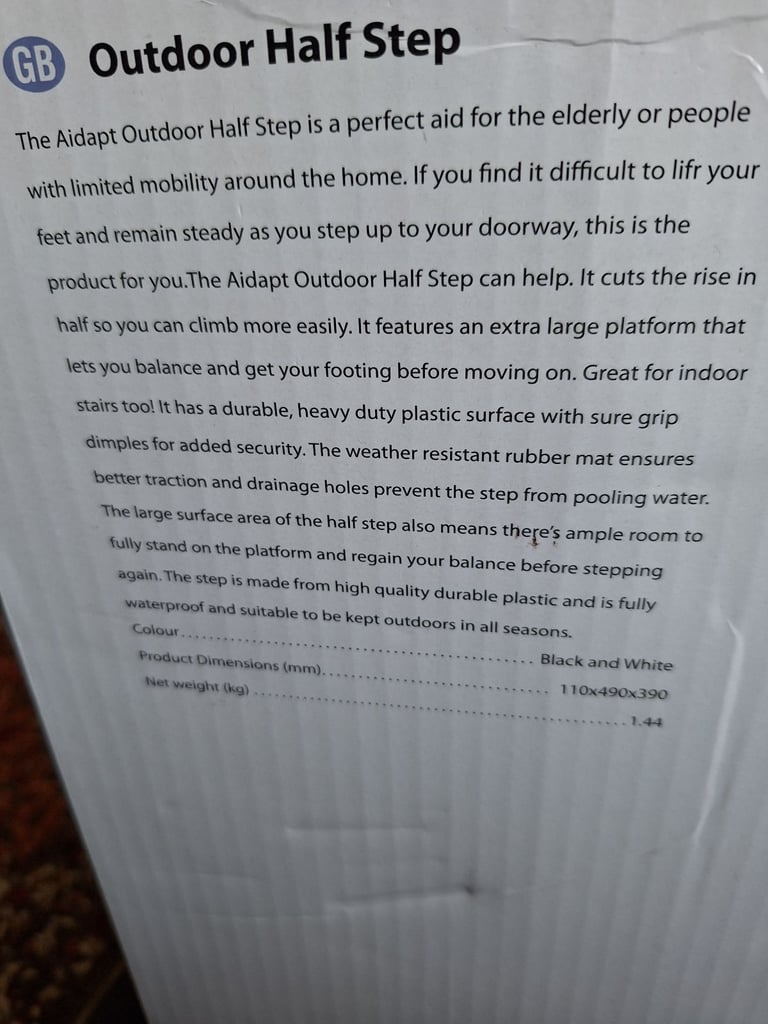 GB Outdoor Half Step
The Aidapt Outdoor Half Step is a perfect aid for the elderly or people
with limited mobility around the home. If you find it difficult to lifr your
feet and remain steady as you step up to your doorway, this is the
product for you.The Aidapt Outdoor Half Step can help. It cuts the rise in
half so you can climb more easily. It features an extra large platform that
lets you balance and get your footing before moving on. Great for indoor
stairs too! It has a durable, heavy duty plastic surface with sure grip
dimples for added security. The weather resistant rubber mat ensures
better traction and drainage holes prevent the step from pooling water.
The large surface area of the half step also means there's ample room to
fully stand on the platform and regain your balance before stepping
again. The step is made from high quality durable plastic and is fully
waterproof and suitable to be kept outdoors in all seasons.
Colour.................................................... Black and White
Product Dimensions (mm)................................... 110x490x390
Net weight (kg) ...................................................... 1.44